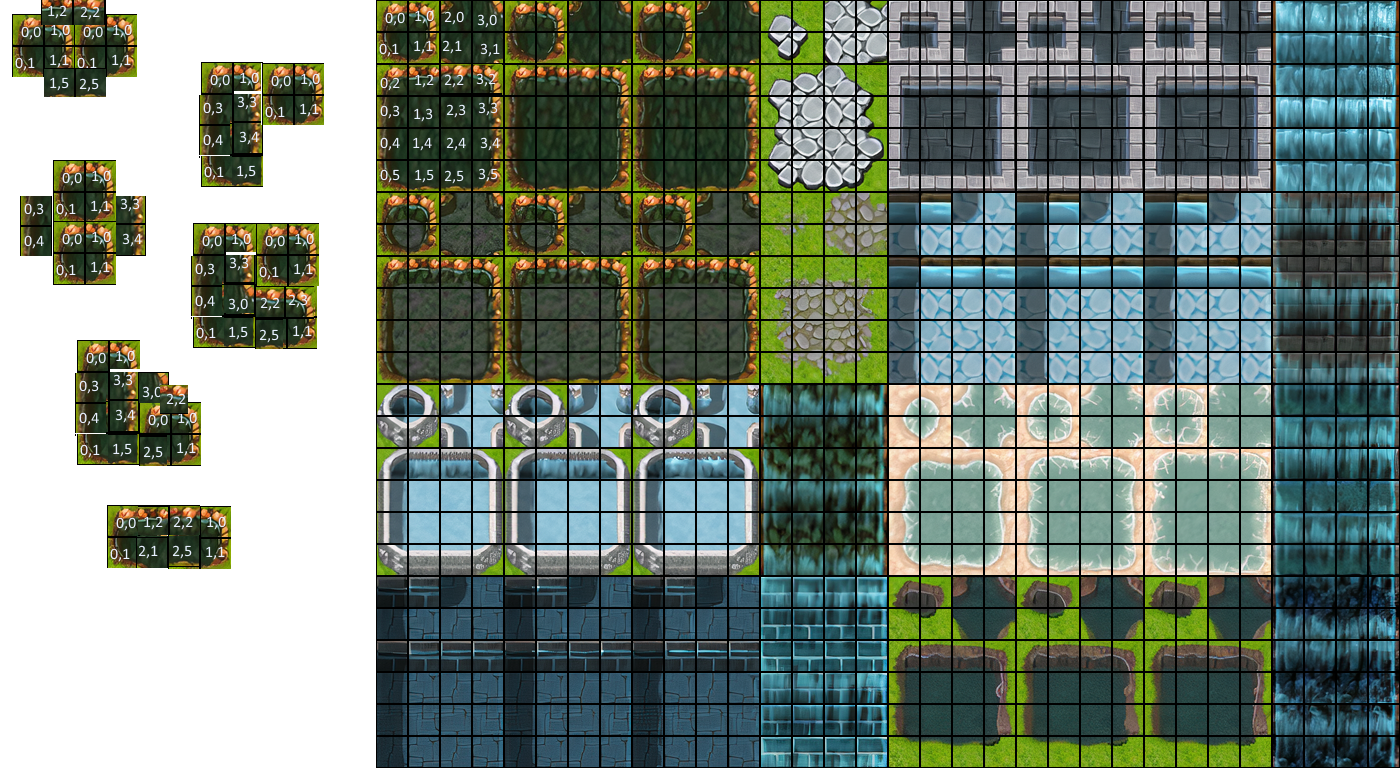 1,2 2,2
0,0 1,0 0,0 1,0
0,1 1,1 0,1 1,1
1,5 2,5
0,0 1,0 0,0 1,0
0,3 3,3 0,1 1,1
0,4 3,4
0,1 1,5
0,0 1,0
0,3 0,1 1,1 3,3
0,4 0,0 1,0 3,4
0,1 1,1
0,0 1,0 0,0 1,0
0,3 3,3 0,1 1,1
0,4 3,0 2,2 2,3
0,1 1,5 2,5 1,1
0,0 1,0
0,3 3,3 3,0 2,2
0,4 3,4 0,0 1,0
0,1 1,5 2,5 1,1
0,0 1,2 2,2 1,0
0,1 2,1 2,5 1,1
0,0 1,0 2,0 3,0
0,1 1,1 2,1 3,1
0,2 1,2 2,2 3,2
0,3 1,3 2,3 3,3
0,4 1,4 2,4 3,4
0,5 1,5 2,5 3,5